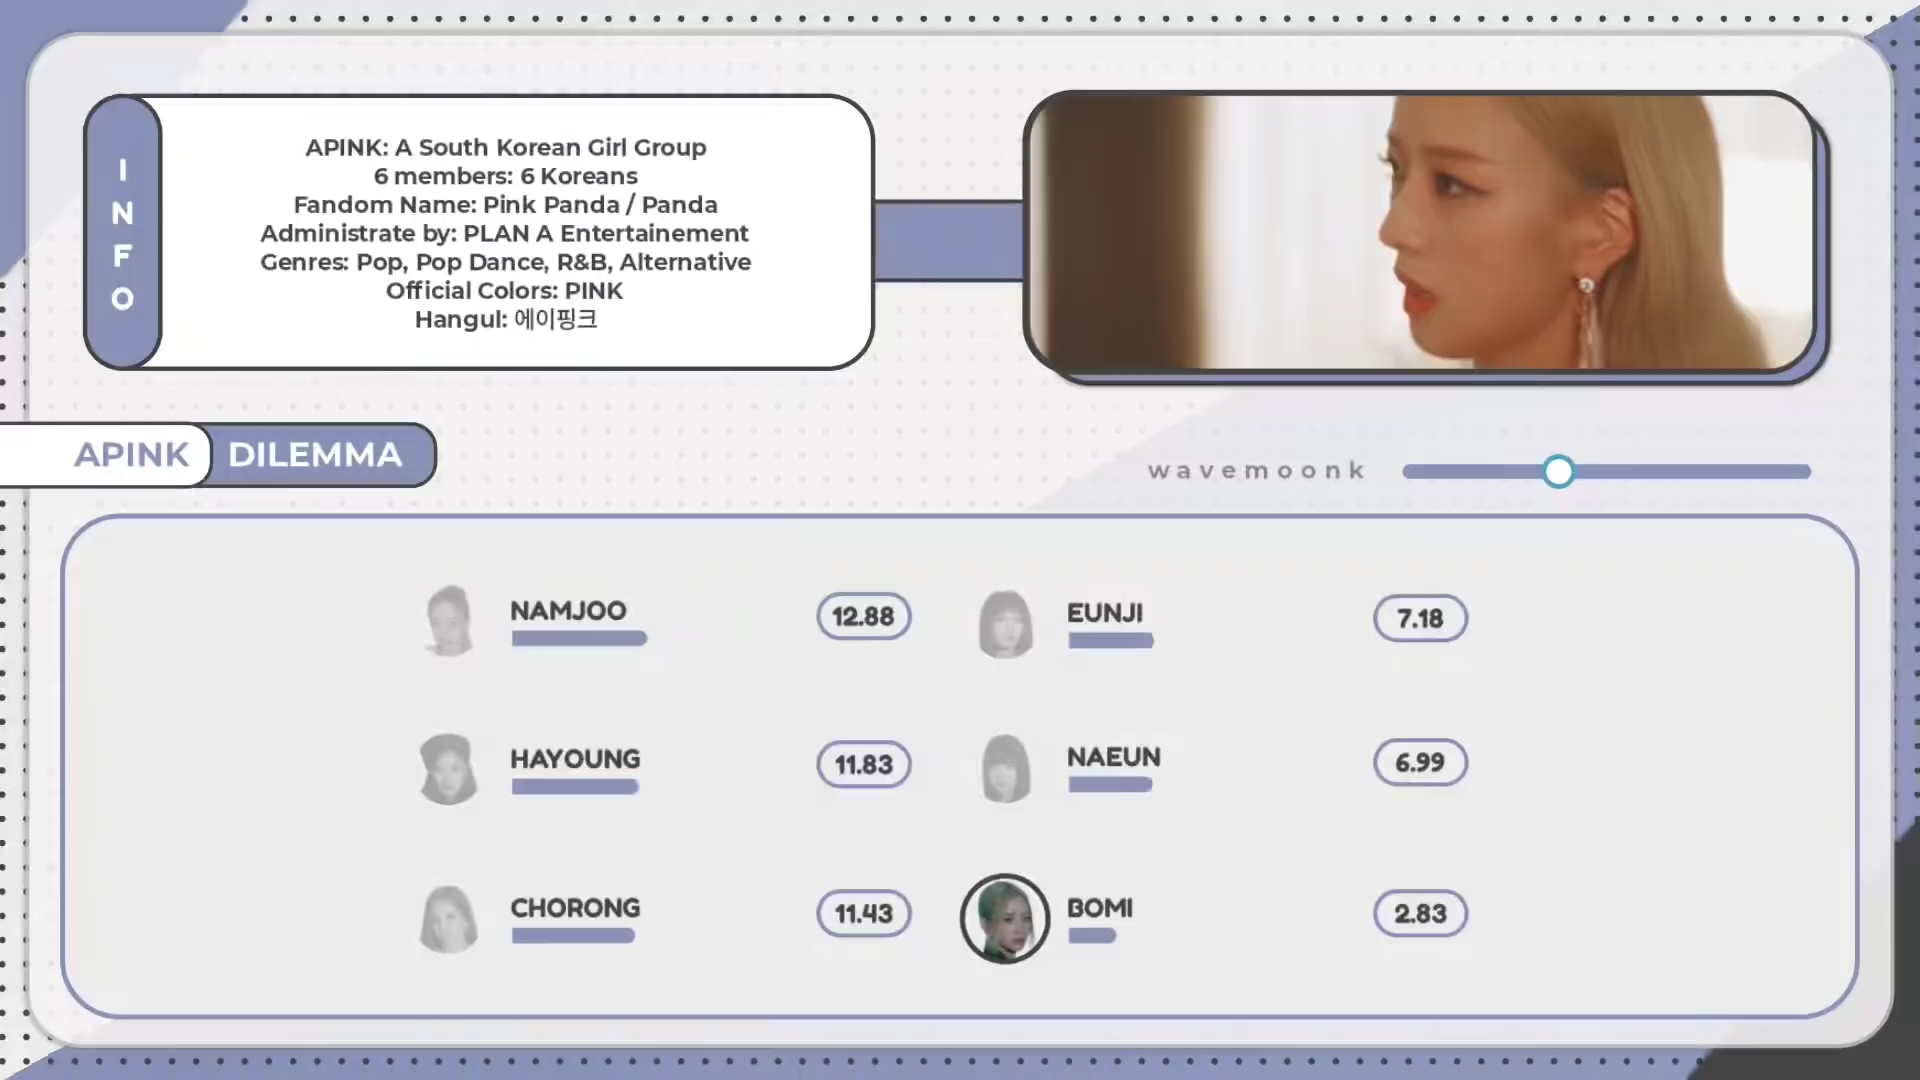 INFO
APINK: A South Korean Girl Group
6 members: 6 Koreans
Fandom Name: Pink Panda / Panda
Administrate by: PLAN A Entertainement
Genres: Pop, Pop Dance, R&B, Alternative
Official Colors: PINK
Hangul: 에이핑크
APINK DILEMMA
wavemoonk
NAMJOO 12.88
EUNJI 7.18
HAYOUNG 11.83
NAEUN 6.99
CHORONG 11.43
BOMI 2.83